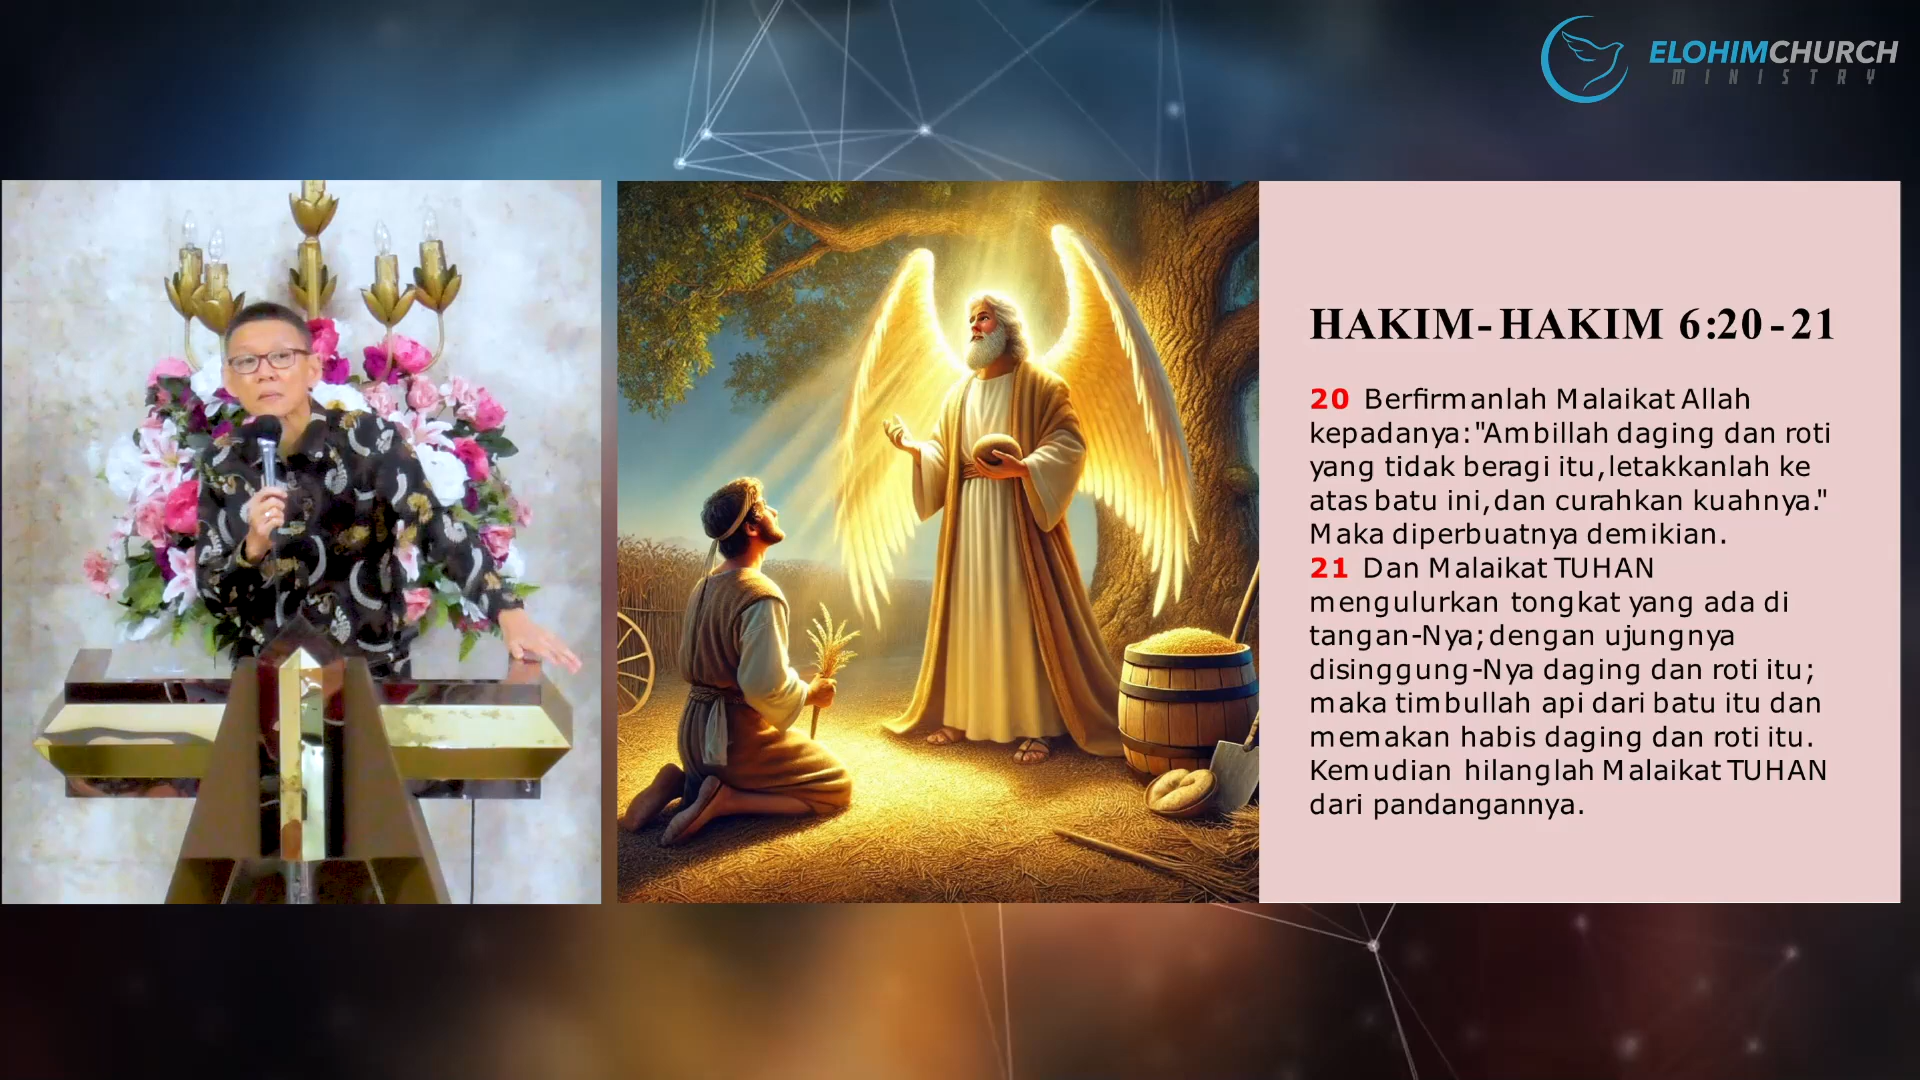 ELOHIMCHURCH
MINISTRY
HAKIM-HAKIM 6:20-21
20 Berfirmanlah Malaikat Allah
kepadanya:"Ambillah daging dan roti
yang tidak beragi itu,letakkanlah ke
atas batu ini,dan curahkan kuahnya."
Maka diperbuatnya demikian.
21 Dan Malaikat TUHAN
mengulurkan tongkat yang ada di
tangan-Nya;dengan ujungnya
disinggung-Nya daging dan roti itu;
maka timbullah api dari batu itu dan
memakan habis daging dan roti itu.
Kemudian hilanglah Malaikat TUHAN
dari pandangannya.